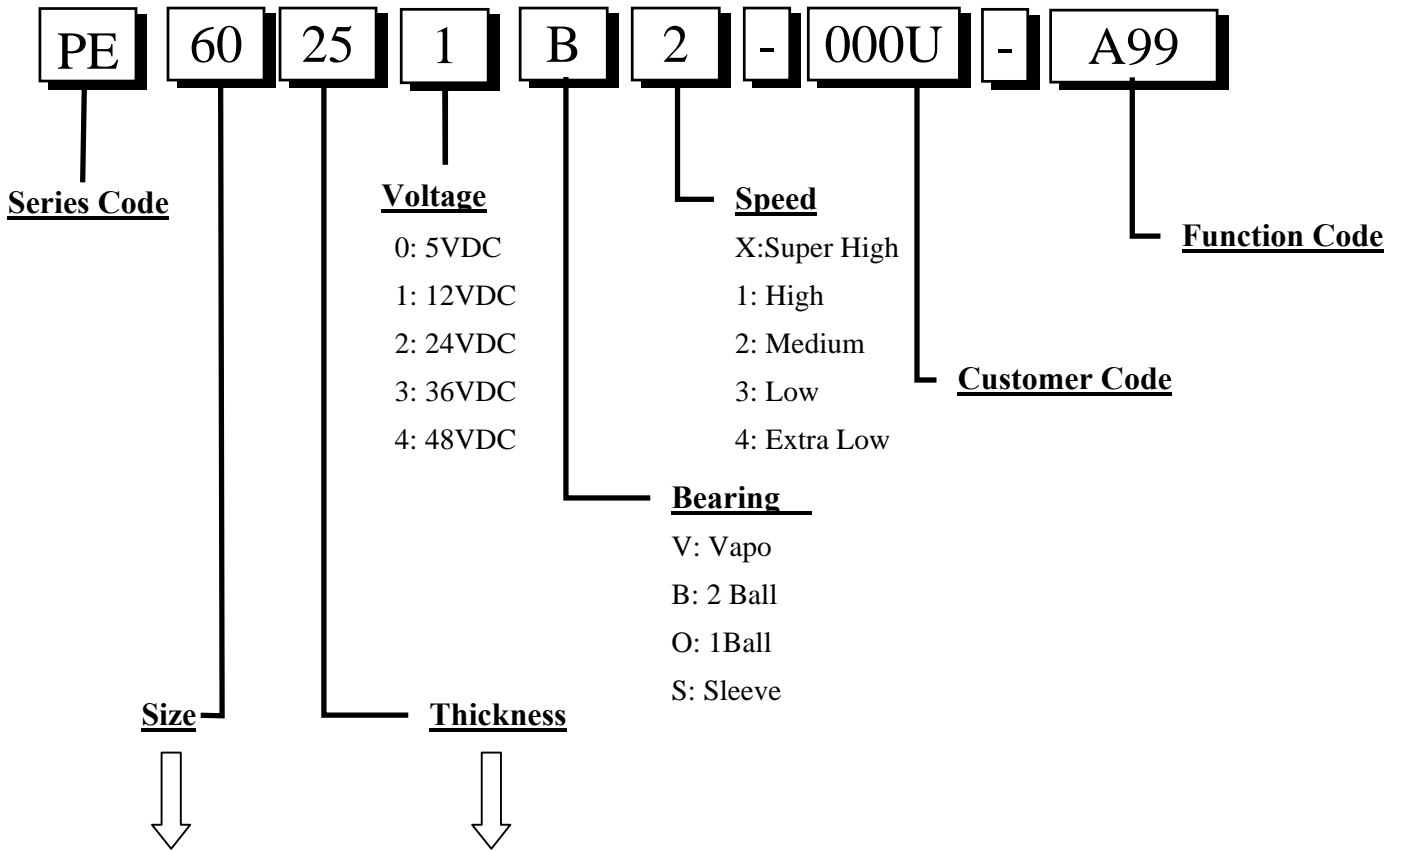 PE 60 25 1 B 2 - 000U - A99
Series Code
Voltage
0: 5VDC
1: 12VDC
2: 24VDC
3: 36VDC
4: 48VDC
Speed
X:Super High
1: High
2: Medium
3: Low
4: Extra Low
Function Code
Customer Code
Bearing
V: Vapo
B: 2 Ball
O: 1Ball
S: Sleeve
Size
Thickness